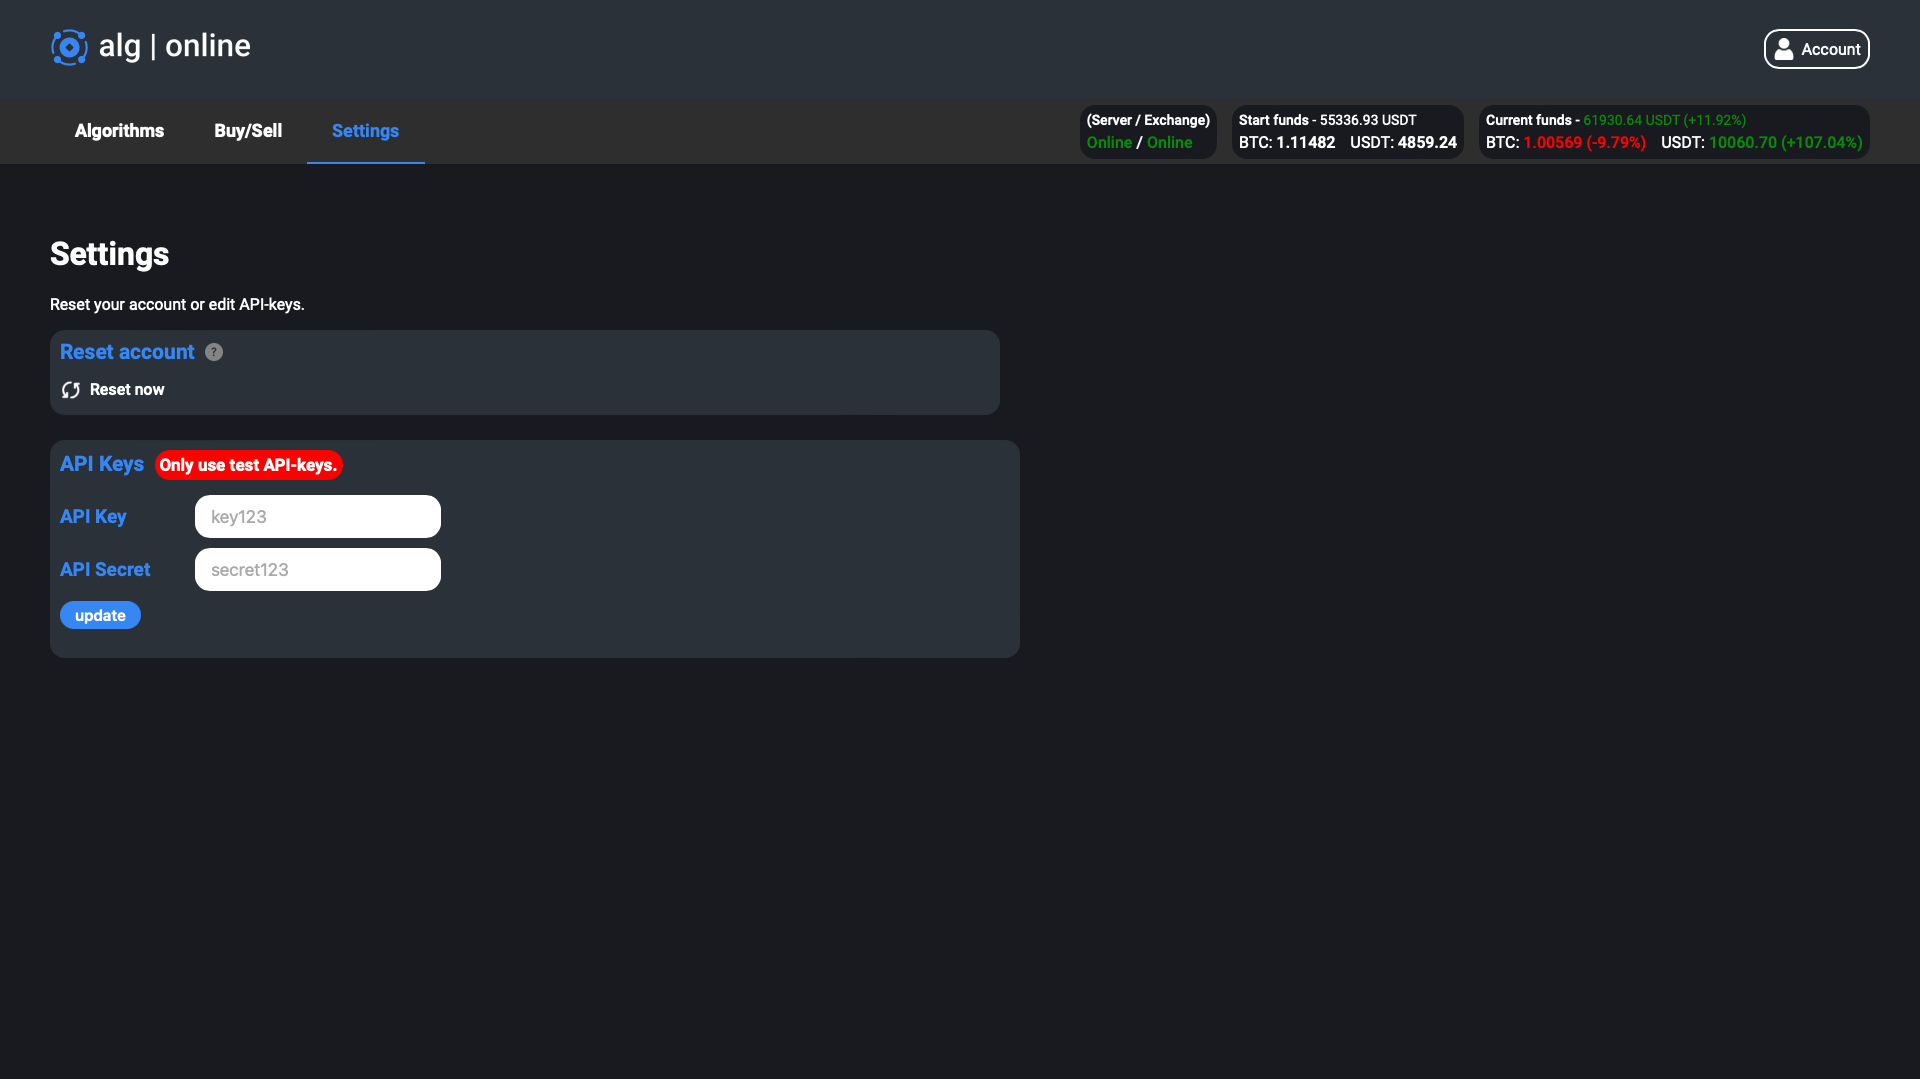 alg | online
Account
Algorithms
Buy/Sell
Settings
(Server / Exchange)
Online / Online
Start funds - 55336.93 USDT
BTC: 1.11482 USDT: 4859.24
Current funds - 61930.64 USDT (+11.92%)
BTC: 1.00569 (-9.79%) USDT: 10060.70 (+107.04%)
Settings
Reset your account or edit API-keys.
Reset account ?
Reset now
API Keys Only use test API-keys.
API Key key123
API Secret secret123
update